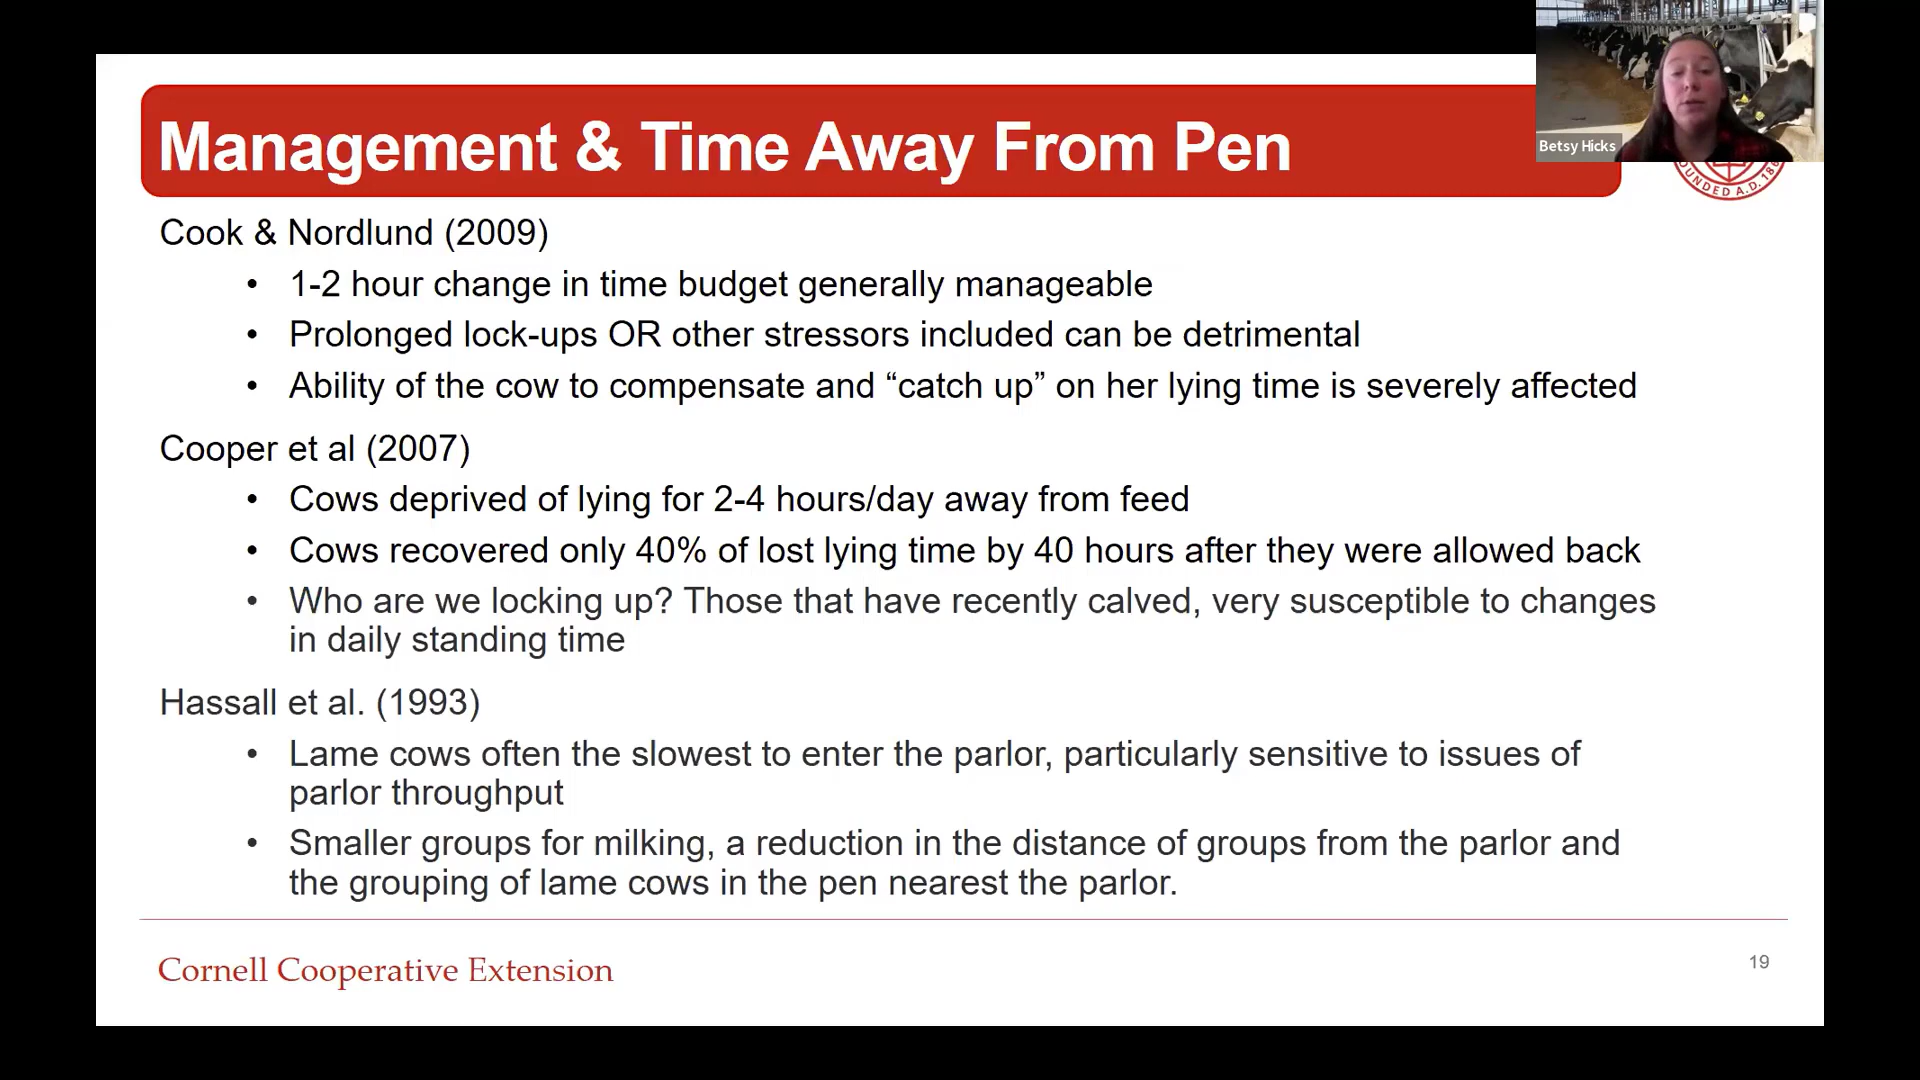 Management & Time Away From Pen
Betsy Hicks
OUNDED A.D. 186
Cook & Nordlund (2009)
• 1-2 hour change in time budget generally manageable
• Prolonged lock-ups OR other stressors included can be detrimental
• Ability of the cow to compensate and “catch up” on her lying time is severely affected
Cooper et al (2007)
• Cows deprived of lying for 2-4 hours/day away from feed
• Cows recovered only 40% of lost lying time by 40 hours after they were allowed back
• Who are we locking up? Those that have recently calved, very susceptible to changes
in daily standing time
Hassall et al. (1993)
• Lame cows often the slowest to enter the parlor, particularly sensitive to issues of
parlor throughput
• Smaller groups for milking, a reduction in the distance of groups from the parlor and
the grouping of lame cows in the pen nearest the parlor.
Cornell Cooperative Extension
19